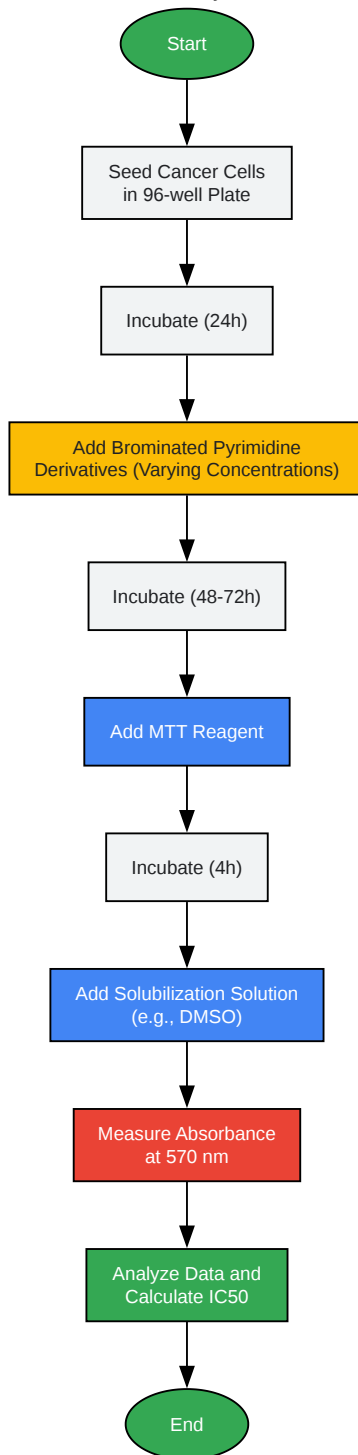 Start
Seed Cancer Cells
in 96-well Plate
Incubate (24h)
Add Brominated Pyrimidine
Derivatives (Varying Concentrations)
Incubate (48-72h)
Add MTT Reagent
Incubate (4h)
Add Solubilization Solution
(e.g., DMSO)
Measure Absorbance
at 570 nm
Analyze Data and
Calculate IC50
End